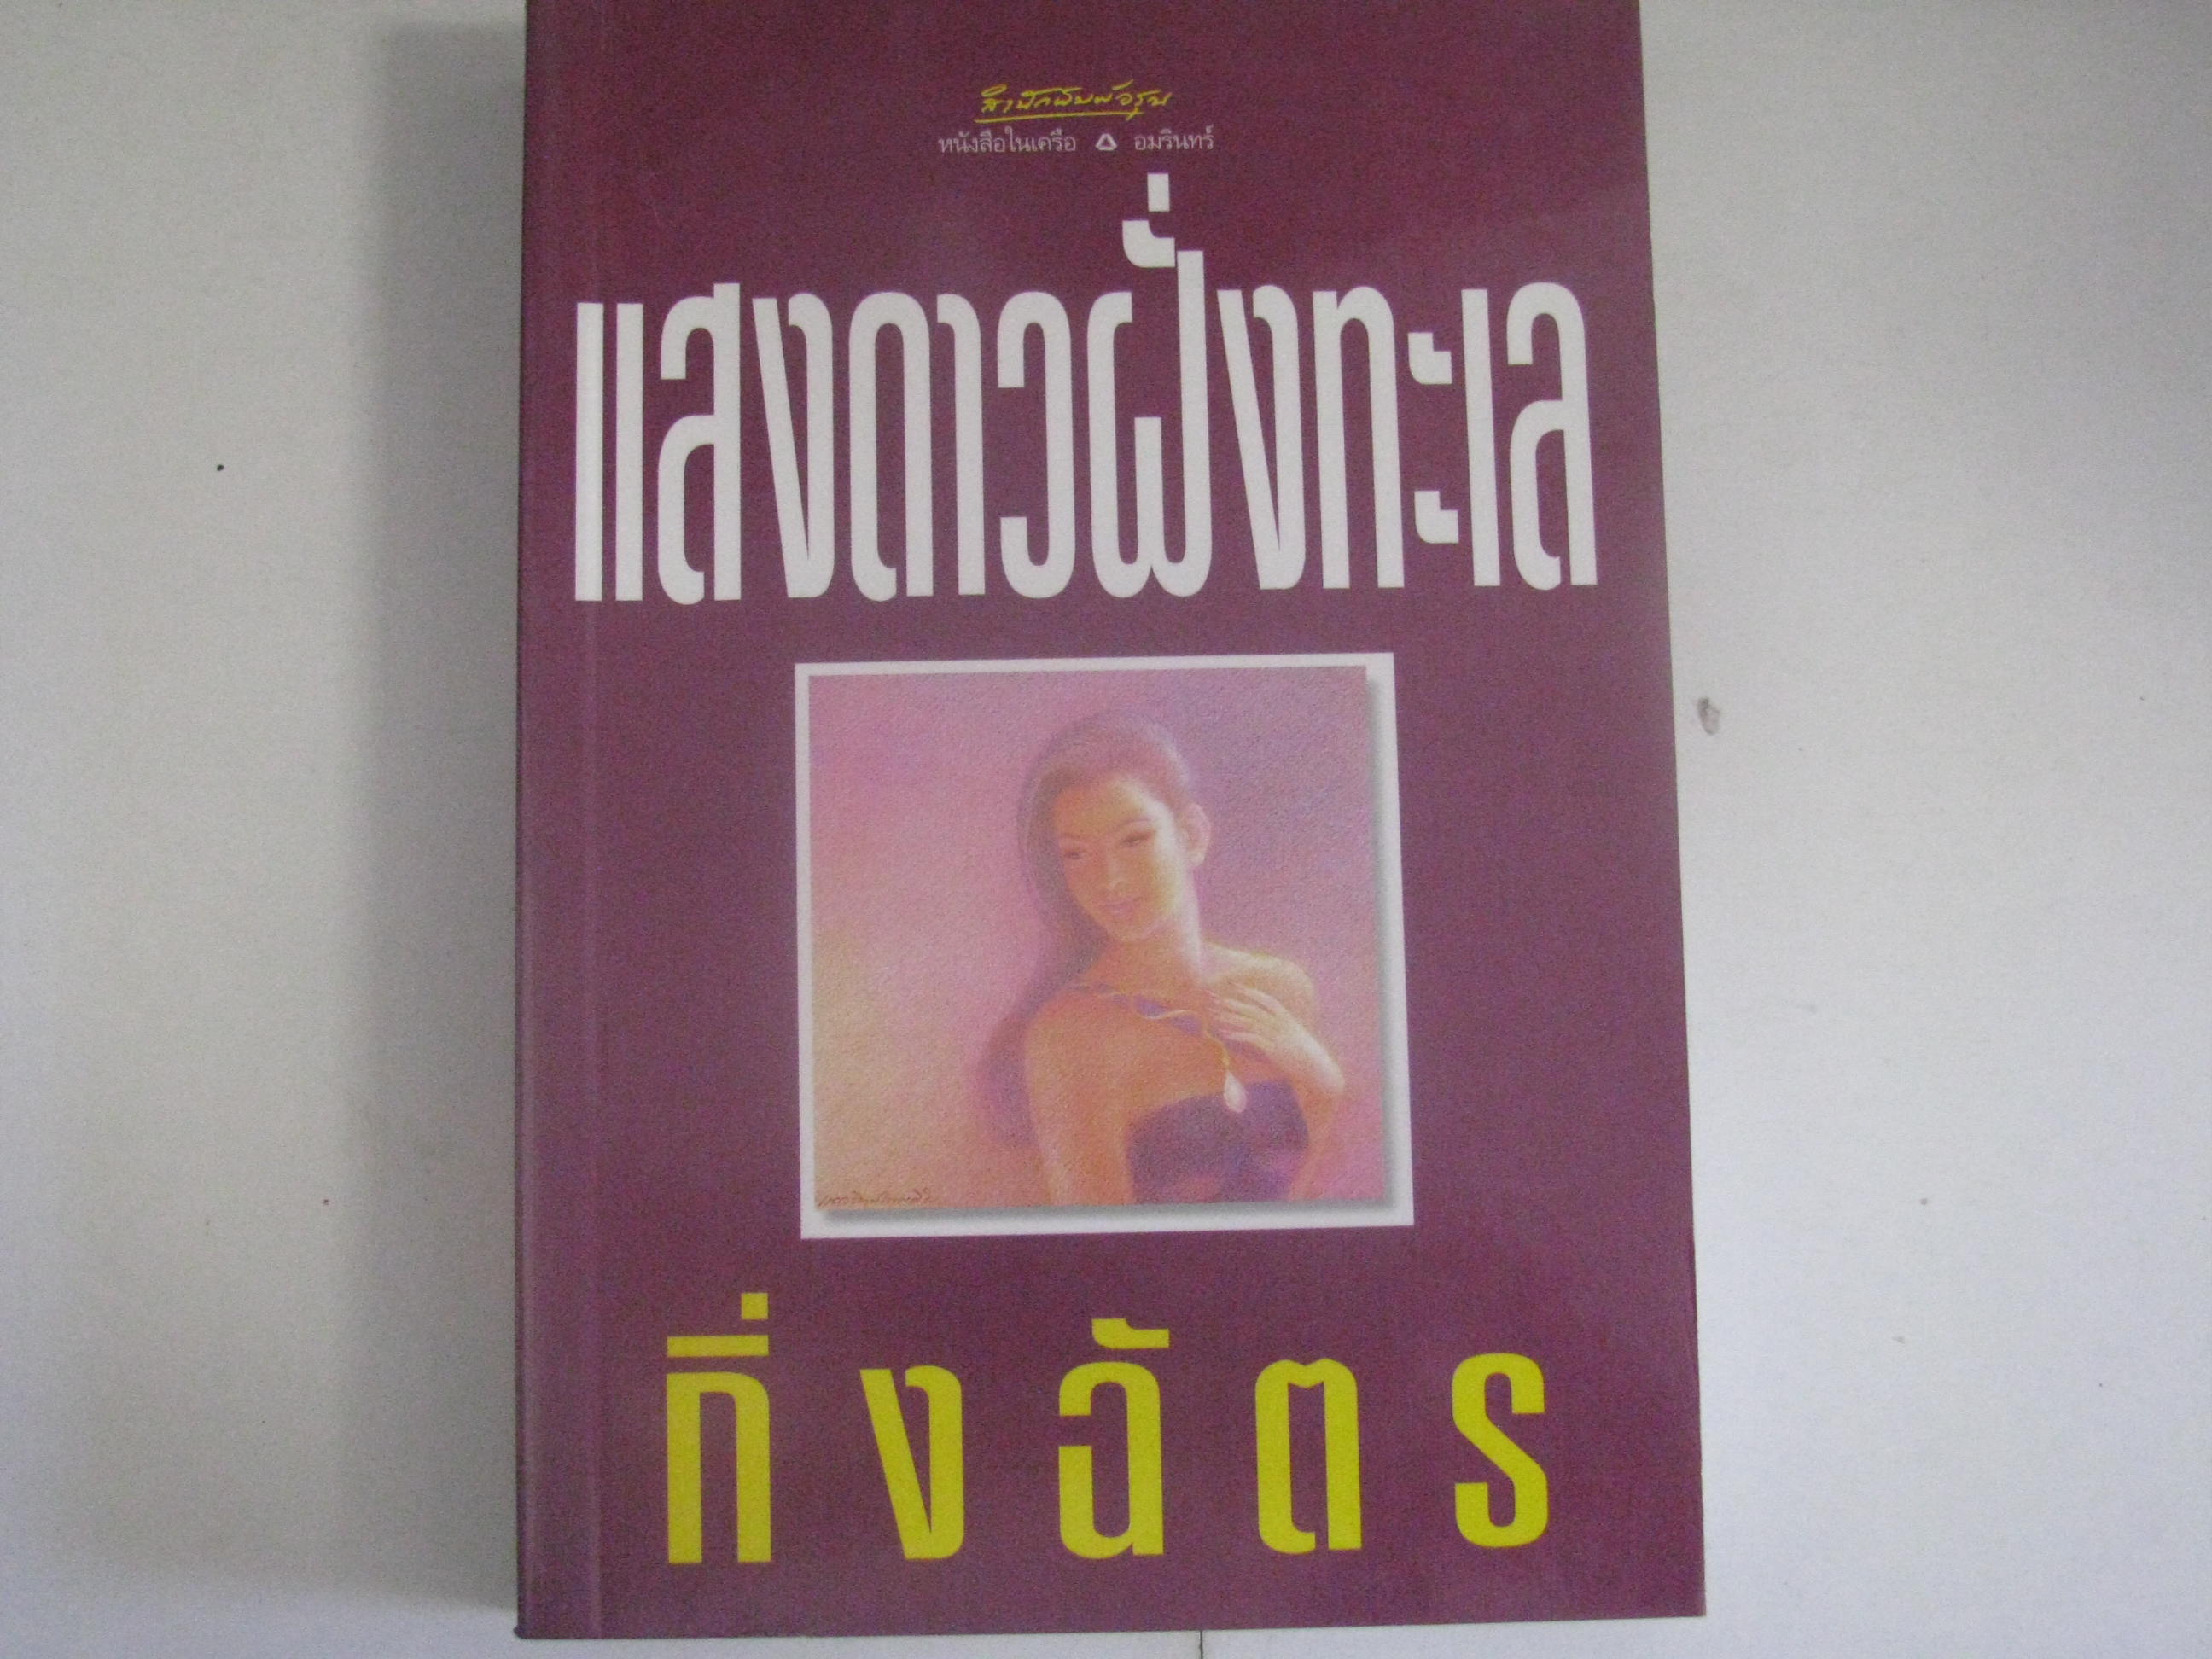 สำนักพิมพ์อรุณ
หนังสือในเครือ อมรินทร์
แสงดาวฝั่งทะเล
กิ่งฉัตร